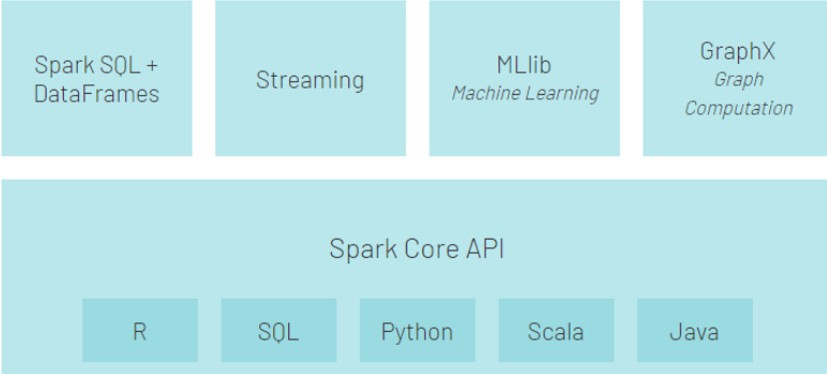 Spark SQL +
DataFrames
Streaming
MLlib
Machine Learning
GraphX
Graph
Computation
Spark Core API
R
SQL
Python
Scala
Java